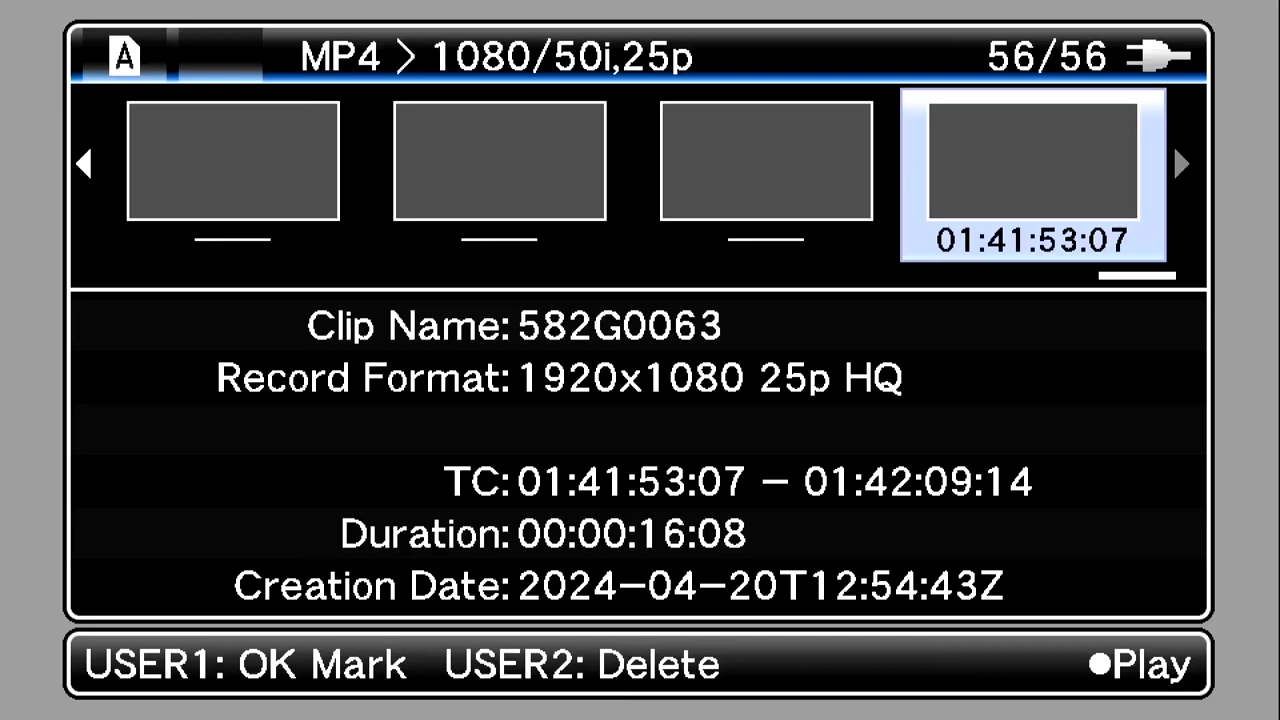 A MP4 > 1080/50i,25p 56/56
01:41:53:07
Clip Name: 582G0063
Record Format: 1920x1080 25p HQ
TC: 01:41:53:07 – 01:42:09:14
Duration: 00:00:16:08
Creation Date: 2024–04–20T12:54:43Z
USER1: OK Mark USER2: Delete ●Play